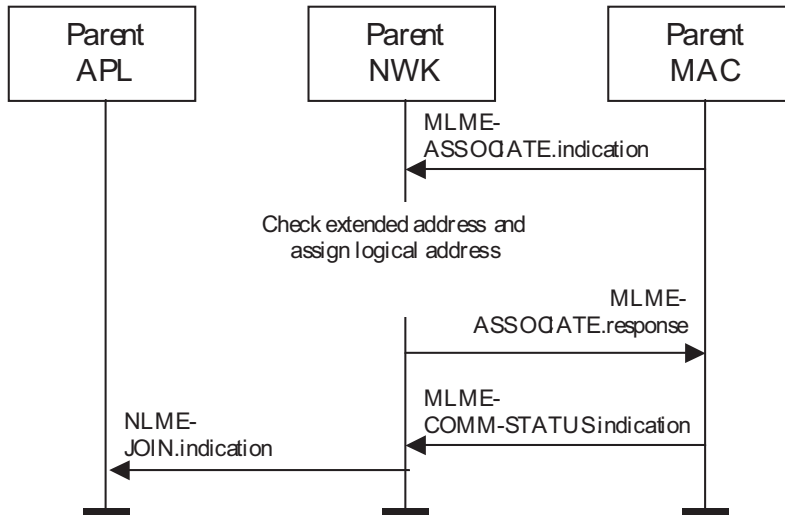 Parent
APL
Parent
NWK
Parent
MAC
MLME-
ASSOCIATE.indication
Check extended address and
assign logical address
MLME-
ASSOCIATE.response
MLME-
COMM-STATUS indication
NLME-
JOIN.indication